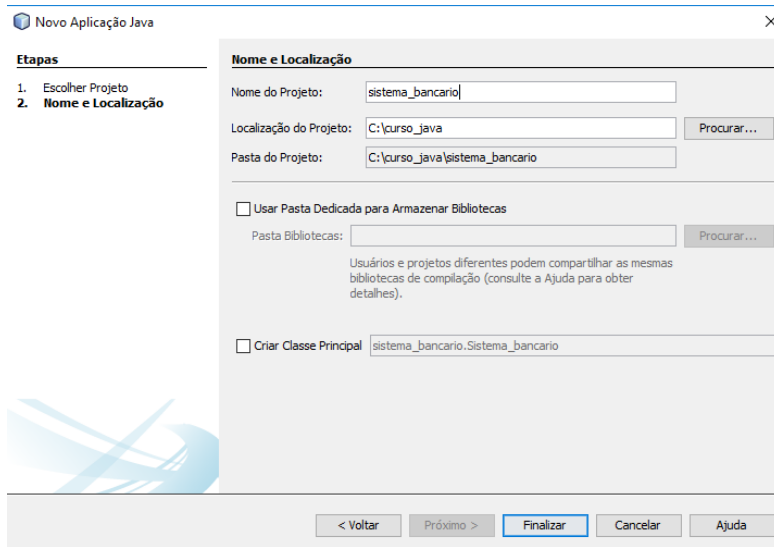 Novo Aplicação Java
Etapas
1. Escolher Projeto
2. Nome e Localização
Nome e Localização
Nome do Projeto: sistema_bancario
Localização do Projeto: C:\curso_java Procurar...
Pasta do Projeto: C:\curso_java\sistema_bancario
Usar Pasta Dedicada para Armazenar Bibliotecas
Pasta Bibliotecas: Procurar...
Usuários e projetos diferentes podem compartilhar as mesmas
bibliotecas de compilação (consulte a Ajuda para obter
detalhes).
Criar Classe Principal sistema_bancario.Sistema_bancario
< Voltar Próximo > Finalizar Cancelar Ajuda